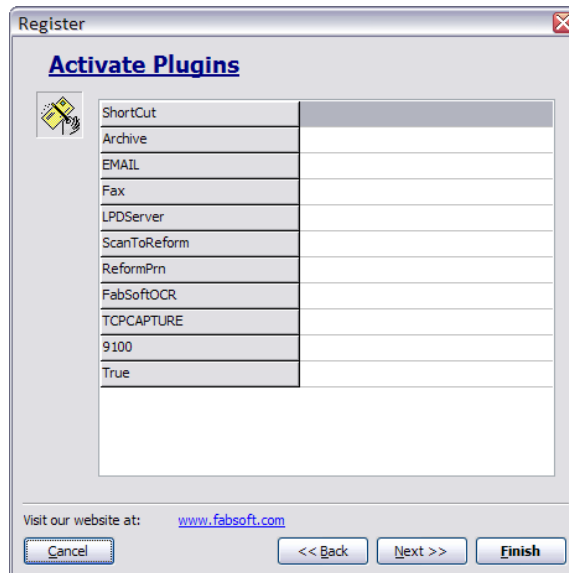 Register
Activate Plugins
ShortCut
Archive
EMAIL
Fax
LPDServer
ScanToReform
ReformPrn
FabSoftOCR
TCPCAPTURE
9100
True
Visit our website at: www.fabsoft.com
Cancel << Back Next >> Finish